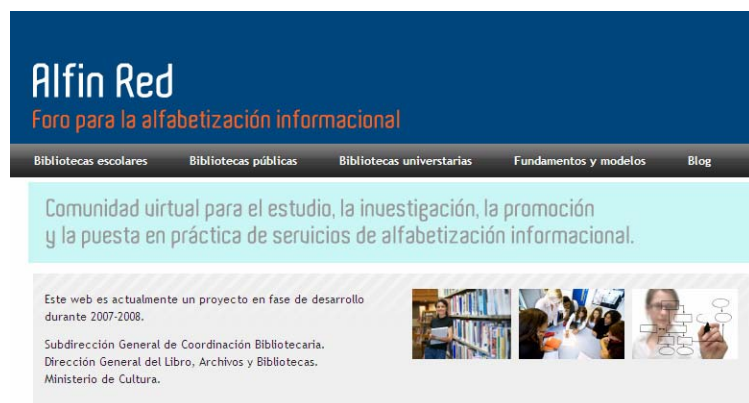 Alfin Red
Foro para la alfabetización informacional
Bibliotecas escolares Bibliotecas públicas Bibliotecas universtarias Fundamentos y modelos Blog
Comunidad virtual para el estudio, la investigación, la promoción
y la puesta en práctica de servicios de alfabetización informacional.
Este web es actualmente un proyecto en fase de desarrollo
durante 2007-2008.
Subdirección General de Coordinación Bibliotecaria.
Dirección General del Libro, Archivos y Bibliotecas.
Ministerio de Cultura.